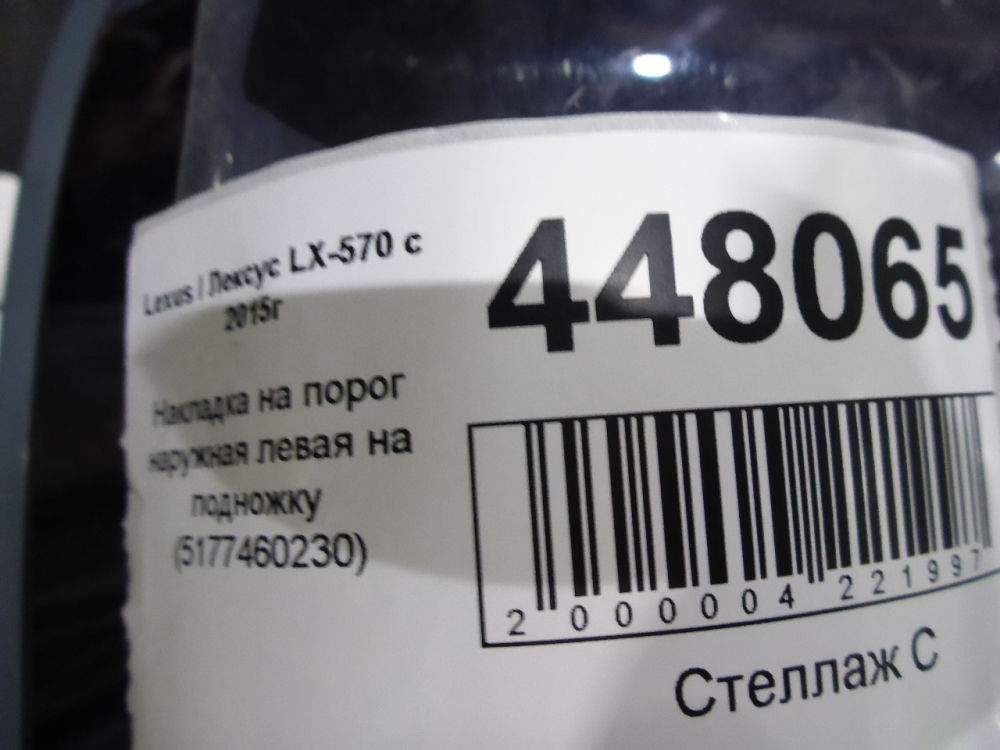 Lexus | Лексус LX-570 с
2015г
448065
Накладка на порог
наружная левая на
подножку
(5177460230)
2 000004 221997
Стеллаж С